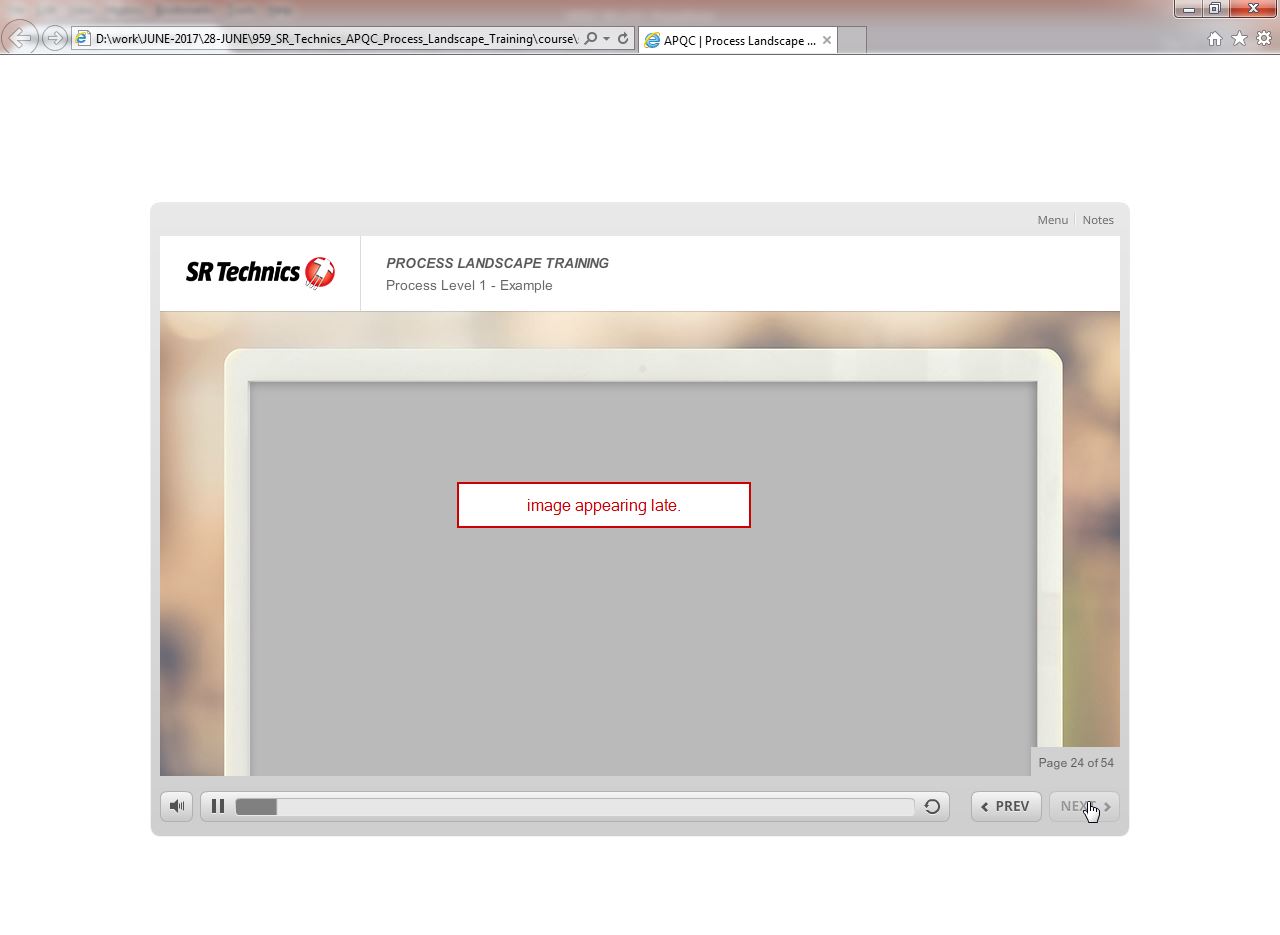 D:\work\JUNE-2017\28-JUNE\959_SR_Technics_APQC_Process_Landscape_Training\course\
APQC | Process Landscape ...
Menu
Notes
SR Technics
PROCESS LANDSCAPE TRAINING
Process Level 1 - Example
image appearing late.
Page 24 of 54
PREV
NEXT